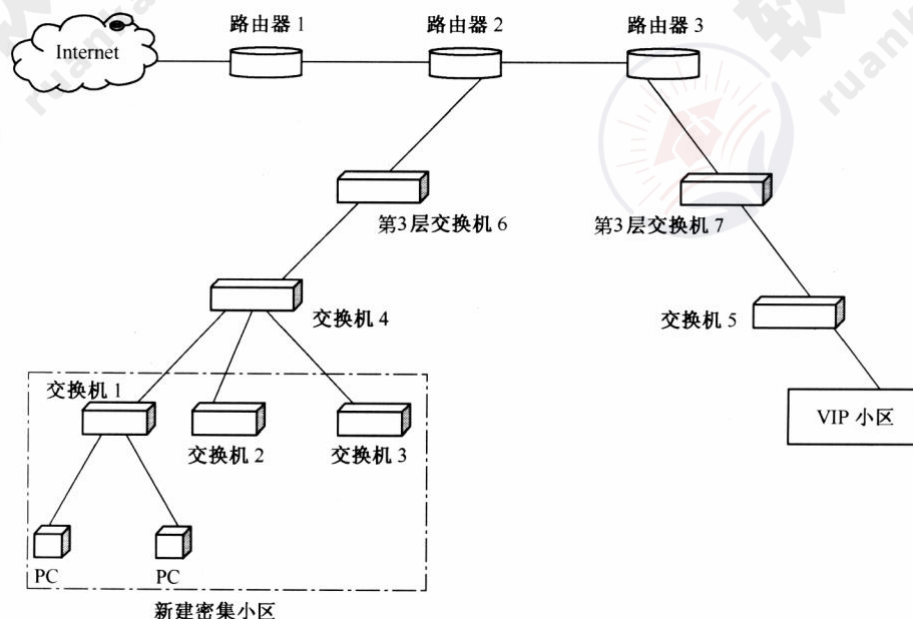 路由器 1
路由器 2
路由器 3
Internet
第3层交换机 6
第3层交换机 7
交换机 4
交换机 5
交换机 1
交换机 2
交换机 3
VIP 小区
PC
PC
新建密集小区